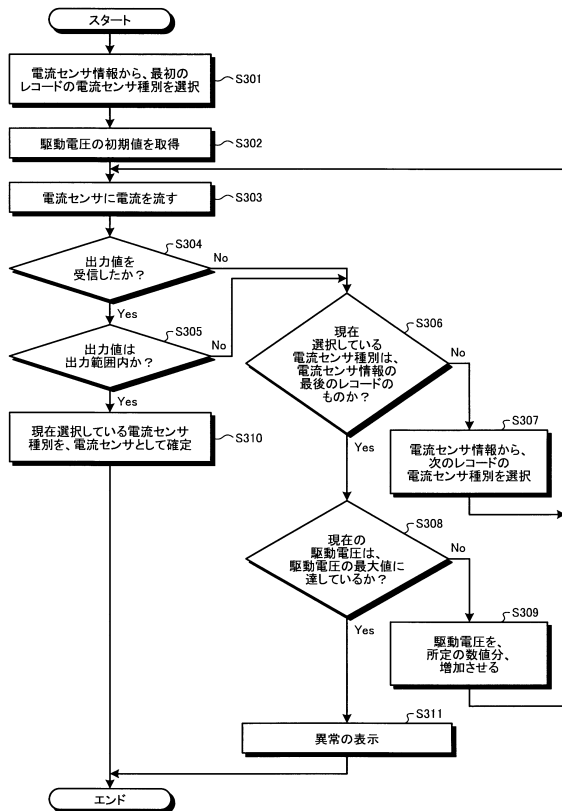 スタート
電流センサ情報から、最初の
レコードの電流センサ種別を選択
S301
駆動電圧の初期値を取得
S302
電流センサに電流を流す
S303
S304
出力値を
受信したか？
No
Yes
S305
出力値は
出力範囲内か？
No
Yes
S306
現在
選択している
電流センサ種別は、
電流センサ情報の
最後のレコードの
ものか？
No
Yes
S307
電流センサ情報から、
次のレコードの
電流センサ種別を選択
現在選択している電流センサ
種別を、電流センサとして確定
S310
S308
現在の
駆動電圧は、
駆動電圧の最大値に
達しているか？
No
Yes
S309
駆動電圧を、
所定の数値分、
増加させる
S311
異常の表示
エンド